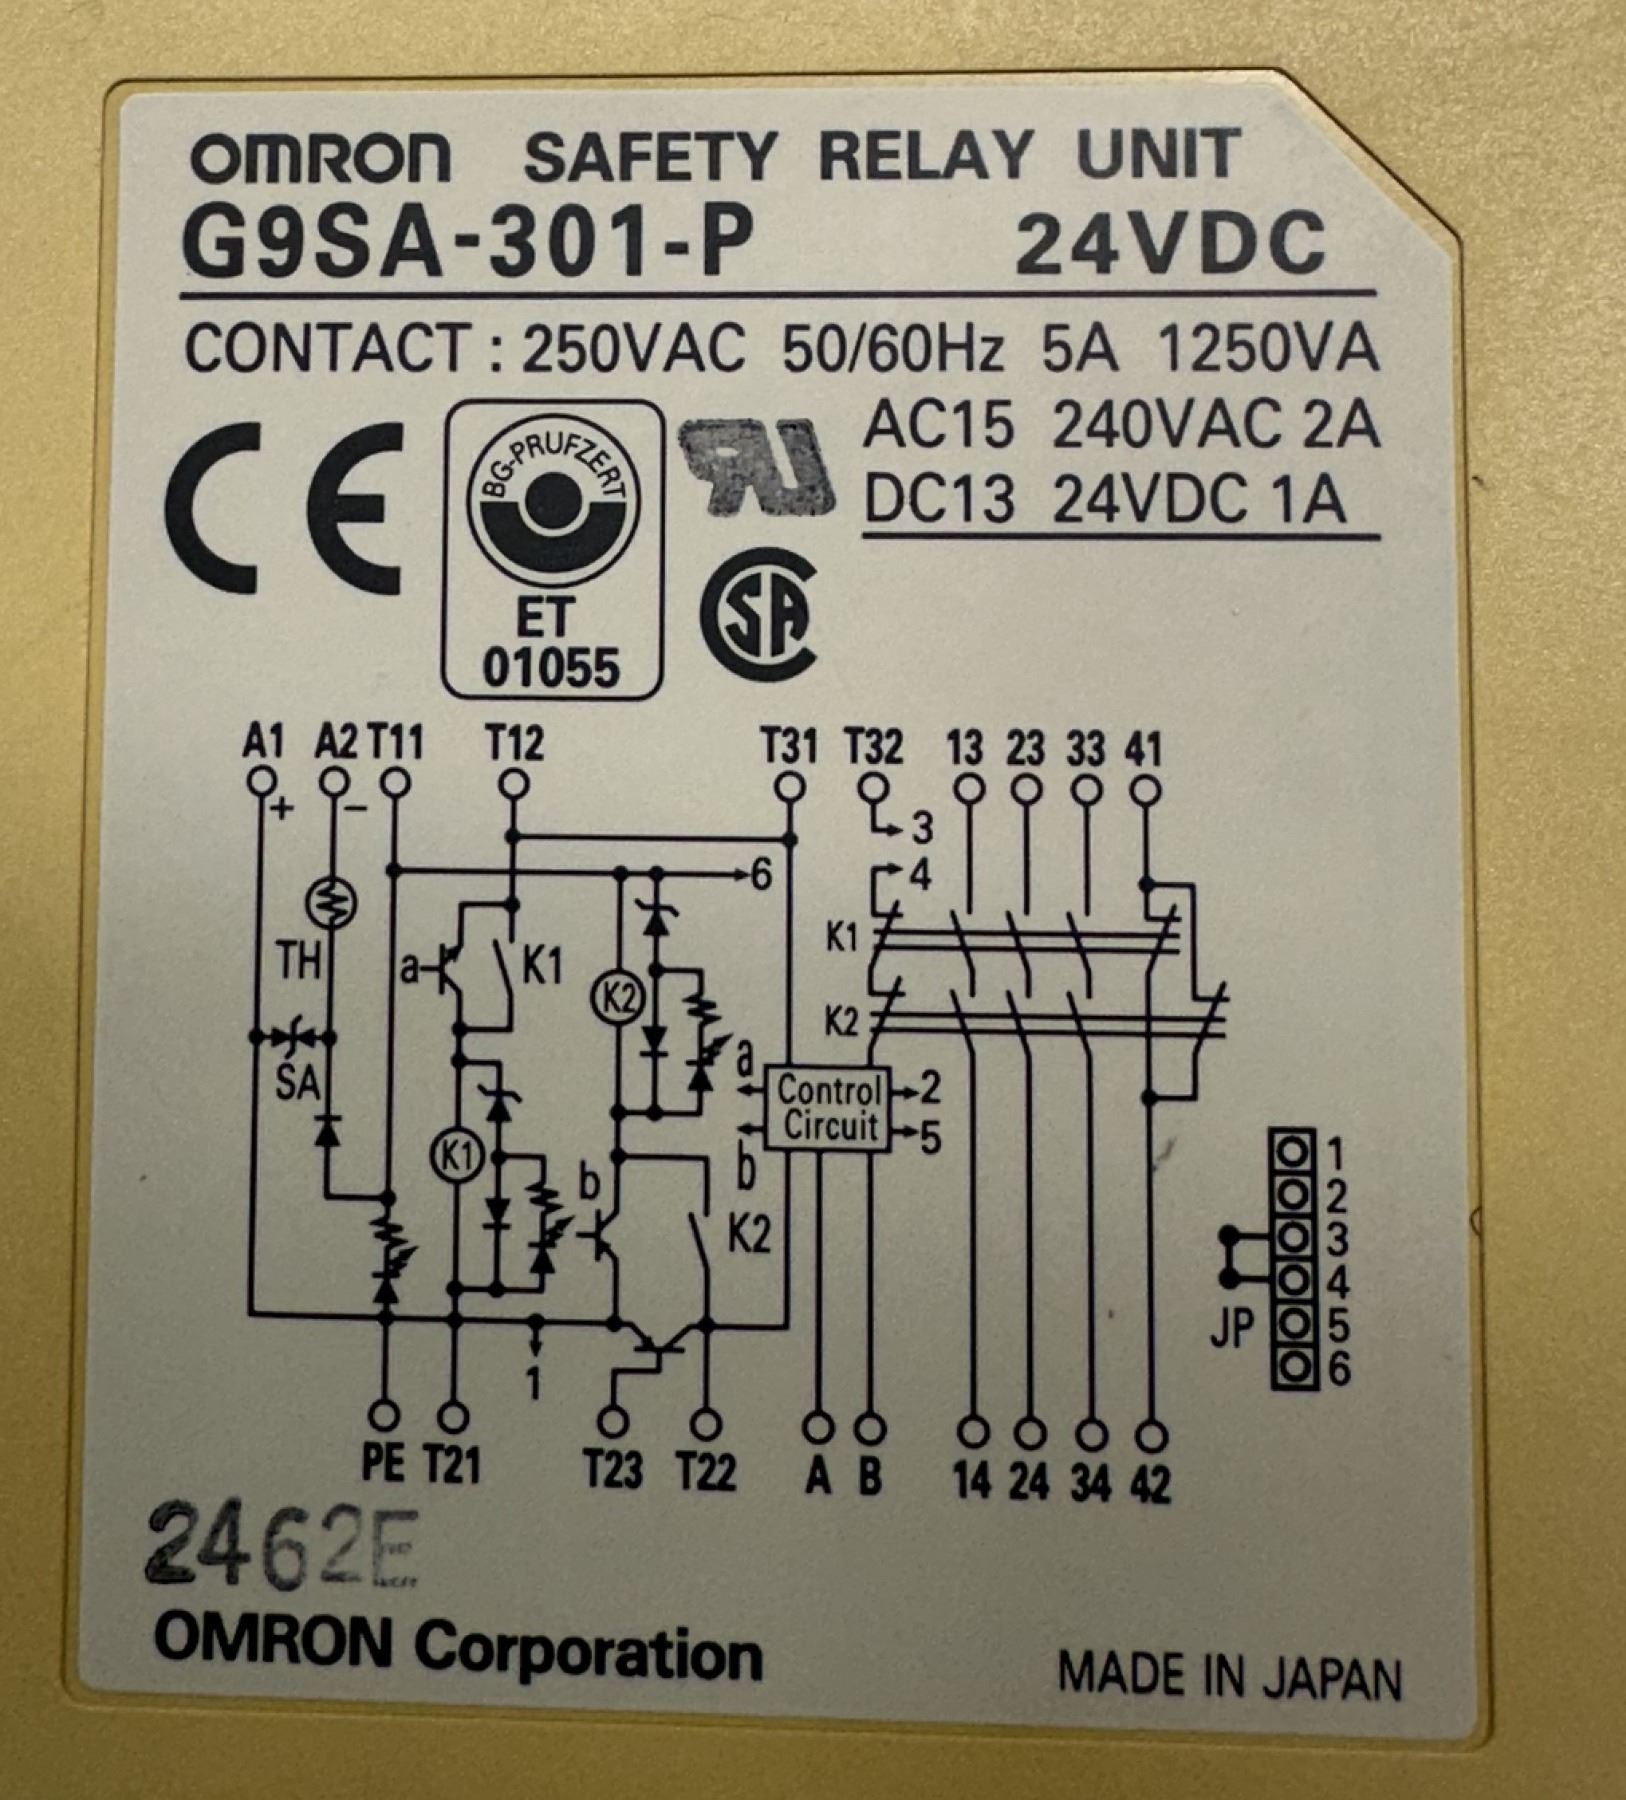 OMRON SAFETY RELAY UNIT
G9SA-301-P 24VDC
CONTACT : 250VAC 50/60Hz 5A 1250VA
AC15 240VAC 2A
DC13 24VDC 1A
CE
BG-PRUFZERT
ET
01055
RU
CSA
A1 A2 T11 T12 T31 T32 13 23 33 41
+ −
3
6
4
TH
a
K1
K2
K1
K2
SA
a
Control
Circuit
2
5
K1
b
b
K2
1
2
3
4
5
6
JP
1
PE T21 T23 T22 A B 14 24 34 42
2462E
OMRON Corporation
MADE IN JAPAN